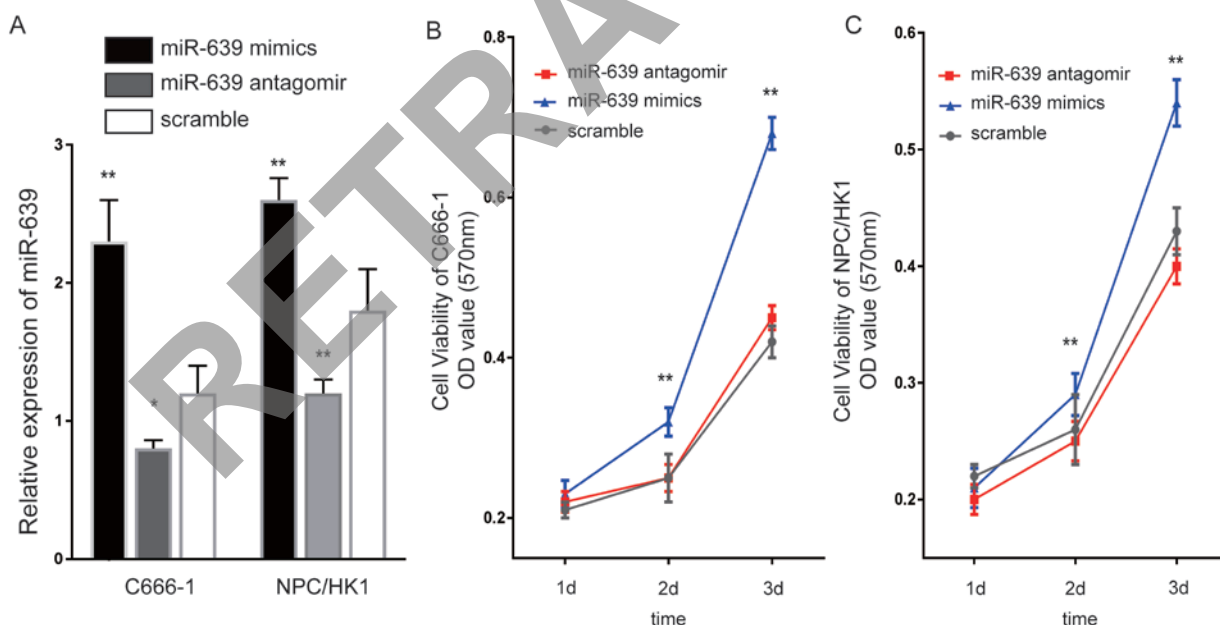 A
miR-639 mimics
miR-639 antagomir
scramble
Relative expression of miR-639
3
2
1
0
**
*
**
**
C666-1
NPC/HK1
B
miR-639 antagomir
miR-639 mimics
scramble
Cell Viability of C666-1
OD value (570nm)
0.8
0.6
0.4
0.2
**
**
1d
2d
3d
time
C
miR-639 antagomir
miR-639 mimics
scramble
Cell Viability of NPC/HK1
OD value (570nm)
0.6
0.5
0.4
0.3
0.2
**
**
1d
2d
3d
time
RETRA